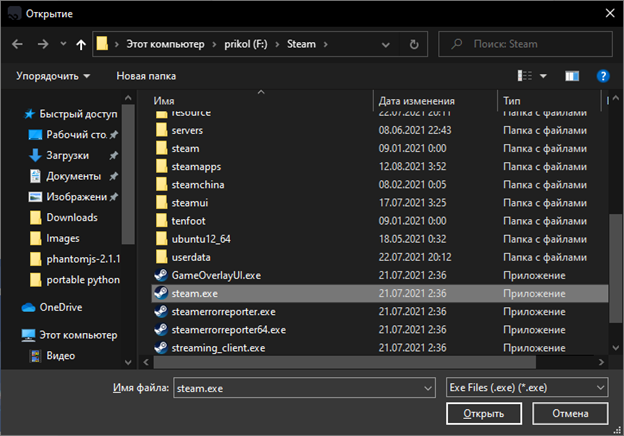 Открытие
Этот компьютер › prikol (F:) › Steam ›
Поиск: Steam
Упорядочить
Новая папка
Имя
Дата изменения
Тип
Быстрый доступ
Рабочий сто.
Загрузки
Документы
Изображени
Downloads
Images
phantomjs-2.1.1
portable python
OneDrive
Этот компьютер
Видео
resource 22.07.2021 20:11 Папка с файлами
servers 08.06.2021 22:43 Папка с файлами
steam 09.01.2021 0:00 Папка с файлами
steamapps 12.08.2021 3:52 Папка с файлами
steamchina 08.02.2021 0:05 Папка с файлами
steamui 17.07.2021 3:25 Папка с файлами
tenfoot 09.01.2021 0:00 Папка с файлами
ubuntu12_64 18.05.2021 0:32 Папка с файлами
userdata 22.07.2021 20:12 Папка с файлами
GameOverlayUI.exe 21.07.2021 2:36 Приложение
steam.exe 21.07.2021 2:36 Приложение
steamerrorreporter.exe 21.07.2021 2:36 Приложение
steamerrorreporter64.exe 21.07.2021 2:36 Приложение
streaming_client.exe 21.07.2021 2:36 Приложение
Имя файла: steam.exe
Exe Files (.exe) (*.exe)
Открыть
Отмена